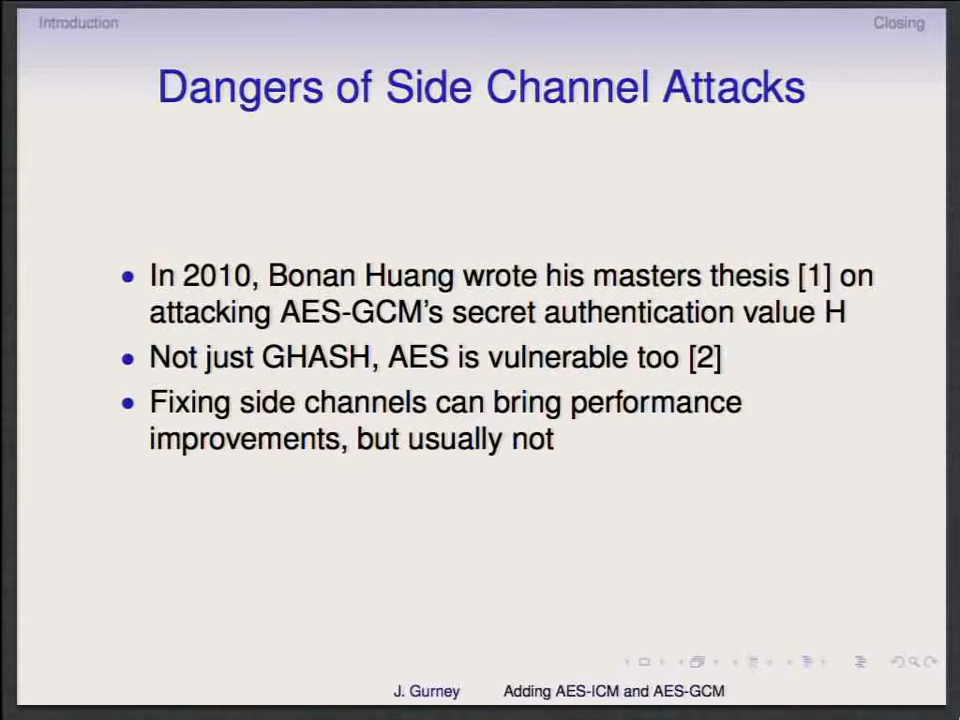 Introduction
Closing
Dangers of Side Channel Attacks
In 2010, Bonan Huang wrote his masters thesis [1] on
attacking AES-GCM's secret authentication value H
Not just GHASH, AES is vulnerable too [2]
Fixing side channels can bring performance
improvements, but usually not
J. Gurney
Adding AES-ICM and AES-GCM